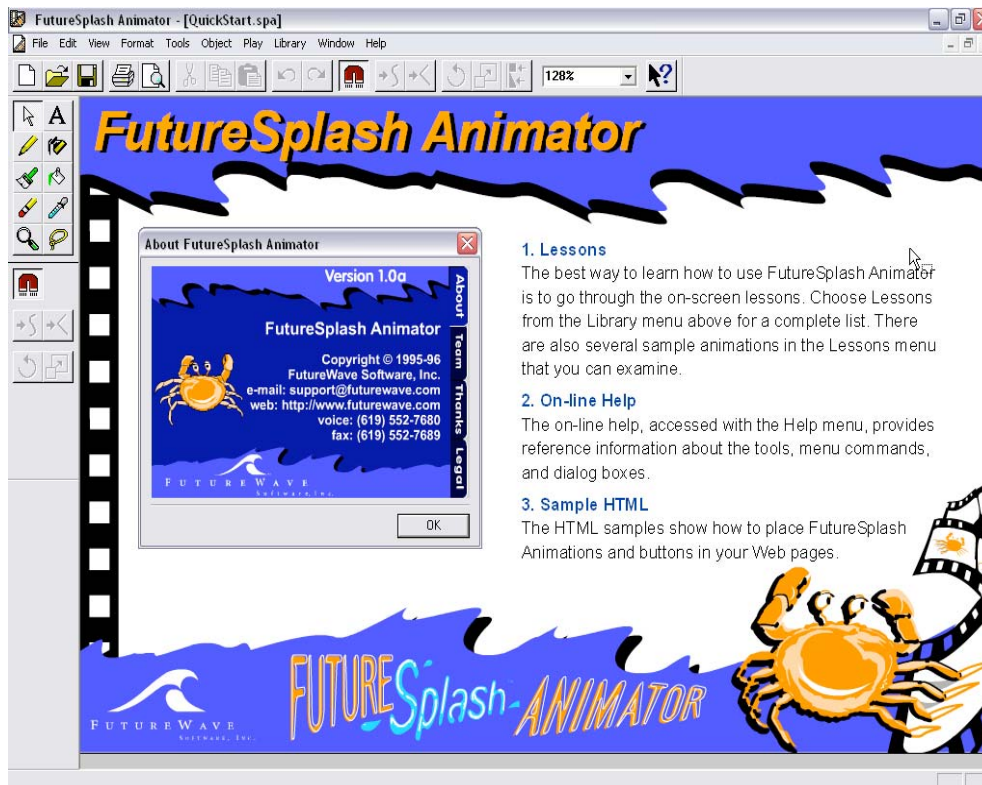 FutureSplash Animator - [QuickStart.spa]
File Edit View Format Tools Object Play Library Window Help
128%
FutureSplash Animator
About FutureSplash Animator
Version 1.0a
FutureSplash Animator
Copyright © 1995-96
FutureWave Software, Inc.
e-mail: support@futurewave.com
web: http://www.futurewave.com
voice: (619) 552-7680
fax: (619) 552-7689
About
Team
Thanks
Legal
FUTUREWAVE
Software, Inc.
OK
1. Lessons
The best way to learn how to use FutureSplash Animator
is to go through the on-screen lessons. Choose Lessons
from the Library menu above for a complete list. There
are also several sample animations in the Lessons menu
that you can examine.
2. On-line Help
The on-line help, accessed with the Help menu, provides
reference information about the tools, menu commands,
and dialog boxes.
3. Sample HTML
The HTML samples show how to place FutureSplash
Animations and buttons in your Web pages.
FUTUREWAVE
SOFTWARE, INC.
FUTURE Splash ANIMATOR